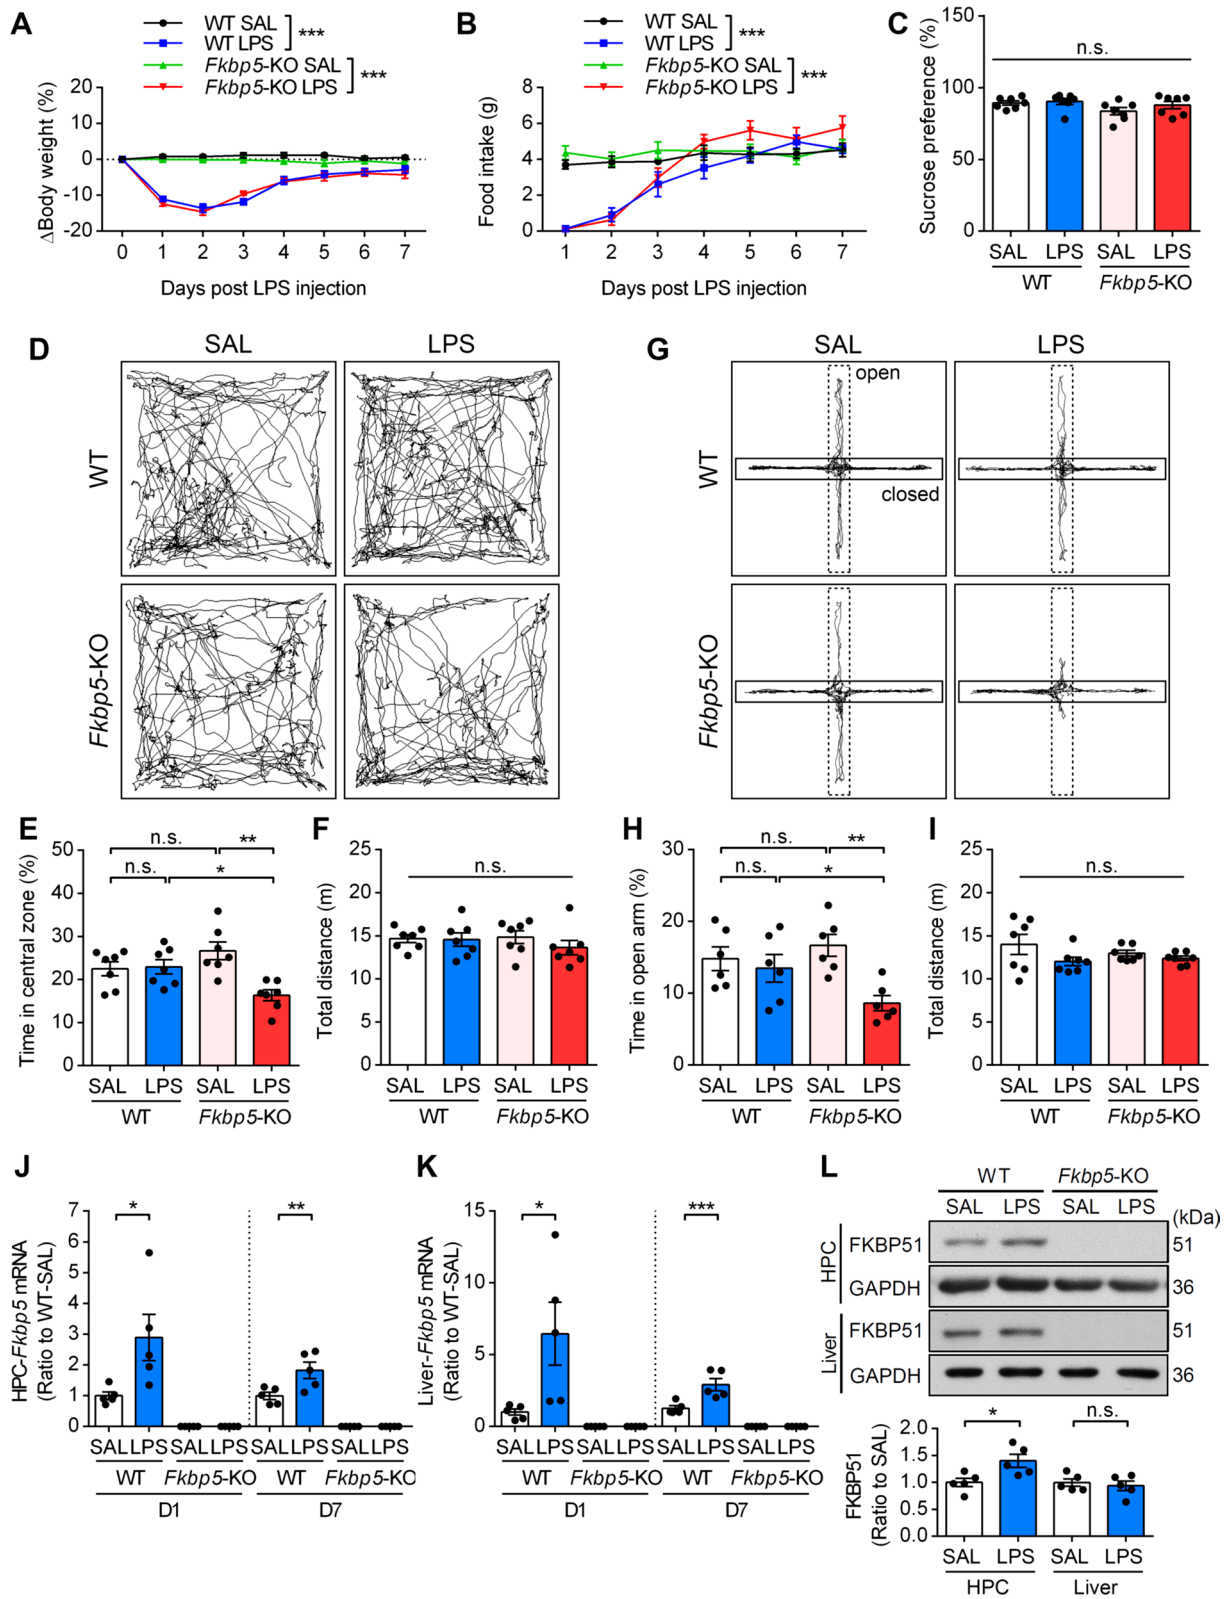 A
WT SAL
WT LPS
***
Fkbp5-KO SAL
Fkbp5-KO LPS
***
ΔBody weight (%)
20
10
0
-10
-20
0 1 2 3 4 5 6 7
Days post LPS injection
B
WT SAL
WT LPS
***
Fkbp5-KO SAL
Fkbp5-KO LPS
***
Food intake (g)
8
6
4
2
0
1 2 3 4 5 6 7
Days post LPS injection
C
Sucrose preference (%)
150
100
50
0
n.s.
SAL LPS SAL LPS
WT Fkbp5-KO
D
SAL LPS
WT
Fkbp5-KO
G
SAL LPS
WT
open
closed
Fkbp5-KO
E
Time in central zone (%)
50
40
30
20
10
0
n.s. **
n.s. *
SAL LPS SAL LPS
WT Fkbp5-KO
F
Total distance (m)
25
20
15
10
5
0
n.s.
SAL LPS SAL LPS
WT Fkbp5-KO
H
Time in open arm (%)
30
20
10
0
n.s. **
n.s. *
SAL LPS SAL LPS
WT Fkbp5-KO
I
Total distance (m)
25
20
15
10
5
0
n.s.
SAL LPS SAL LPS
WT Fkbp5-KO
J
HPC-Fkbp5 mRNA
(Ratio to WT-SAL)
7
6
5
4
3
2
1
0
* **
SAL LPS SAL LPS SAL LPS SAL LPS
WT Fkbp5-KO WT Fkbp5-KO
D1 D7
K
Liver-Fkbp5 mRNA
(Ratio to WT-SAL)
15
10
5
0
* ***
SAL LPS SAL LPS SAL LPS SAL LPS
WT Fkbp5-KO WT Fkbp5-KO
D1 D7
L
WT Fkbp5-KO
SAL LPS SAL LPS (kDa)
HPC
FKBP51 51
GAPDH 36
Liver
FKBP51 51
GAPDH 36
FKBP51
(Ratio to SAL)
2.0
1.5
1.0
0.5
0.0
* n.s.
SAL LPS SAL LPS
HPC Liver